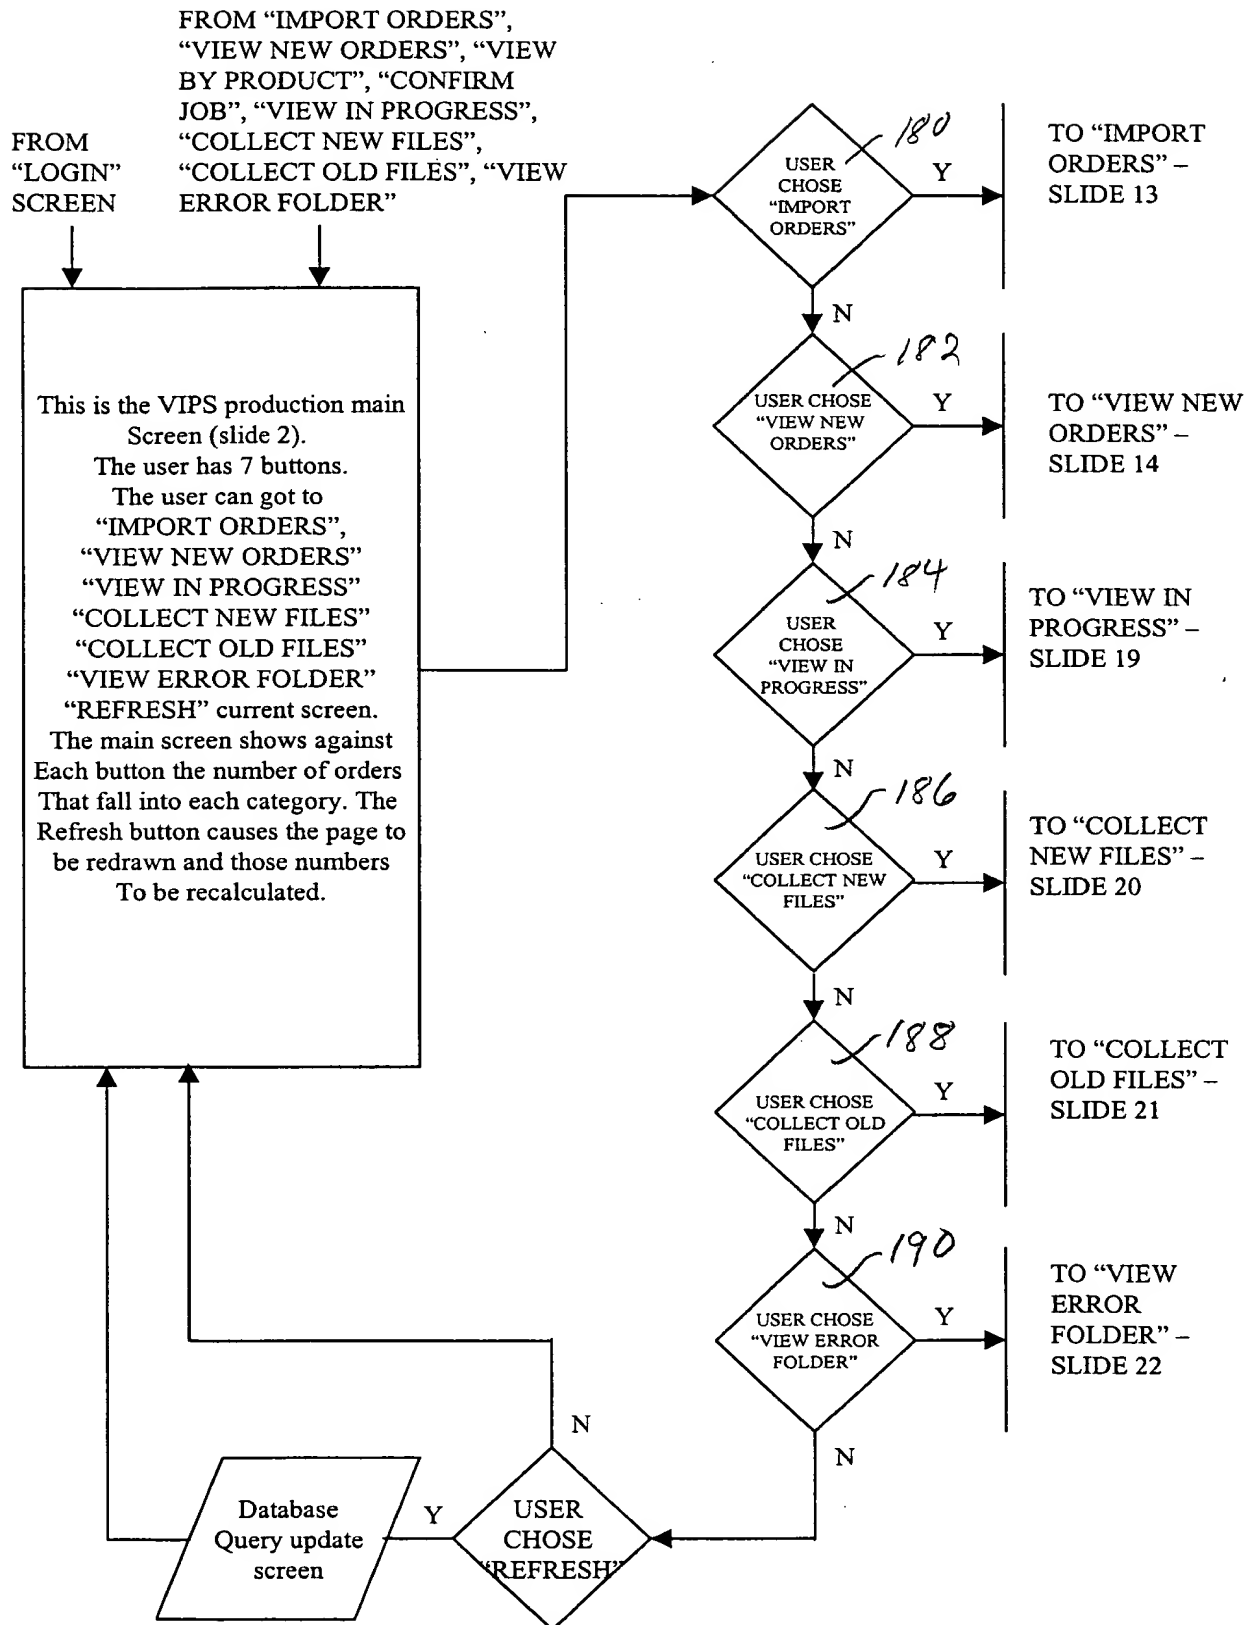 FROM “IMPORT ORDERS”,
“VIEW NEW ORDERS”, “VIEW
BY PRODUCT”, “CONFIRM
JOB”, “VIEW IN PROGRESS”,
“COLLECT NEW FILES”,
“COLLECT OLD FILES”, “VIEW
ERROR FOLDER”
FROM
“LOGIN”
SCREEN
This is the VIPS production main
Screen (slide 2).
The user has 7 buttons.
The user can got to
“IMPORT ORDERS”,
“VIEW NEW ORDERS”
“VIEW IN PROGRESS”
“COLLECT NEW FILES”
“COLLECT OLD FILES”
“VIEW ERROR FOLDER”
“REFRESH” current screen.
The main screen shows against
Each button the number of orders
That fall into each category. The
Refresh button causes the page to
be redrawn and those numbers
To be recalculated.
180
USER
CHOSE
“IMPORT
ORDERS”
Y
TO “IMPORT
ORDERS” –
SLIDE 13
N
182
USER CHOSE
“VIEW NEW
ORDERS”
Y
TO “VIEW NEW
ORDERS” –
SLIDE 14
N
184
USER
CHOSE
“VIEW IN
PROGRESS”
Y
TO “VIEW IN
PROGRESS” –
SLIDE 19
N
186
USER CHOSE
“COLLECT NEW
FILES”
Y
TO “COLLECT
NEW FILES” –
SLIDE 20
N
188
USER CHOSE
“COLLECT OLD
FILES”
Y
TO “COLLECT
OLD FILES” –
SLIDE 21
N
190
USER CHOSE
“VIEW ERROR
FOLDER”
Y
TO “VIEW
ERROR
FOLDER” –
SLIDE 22
N
USER
CHOSE
“REFRESH”
N
Y
Database
Query update
screen